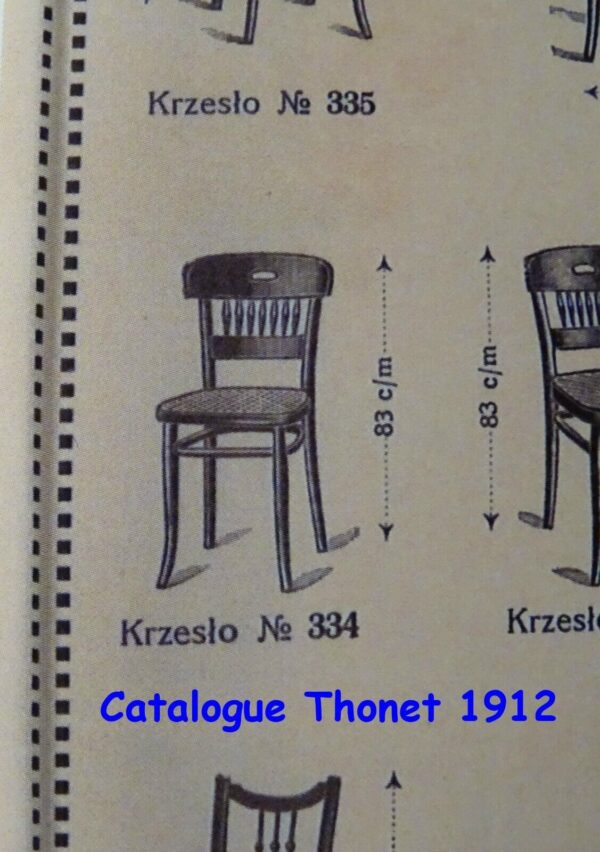 Krzesło № 335
83 c/m
83 c/m
Krzesło № 334
Krzesł
Catalogue Thonet 1912